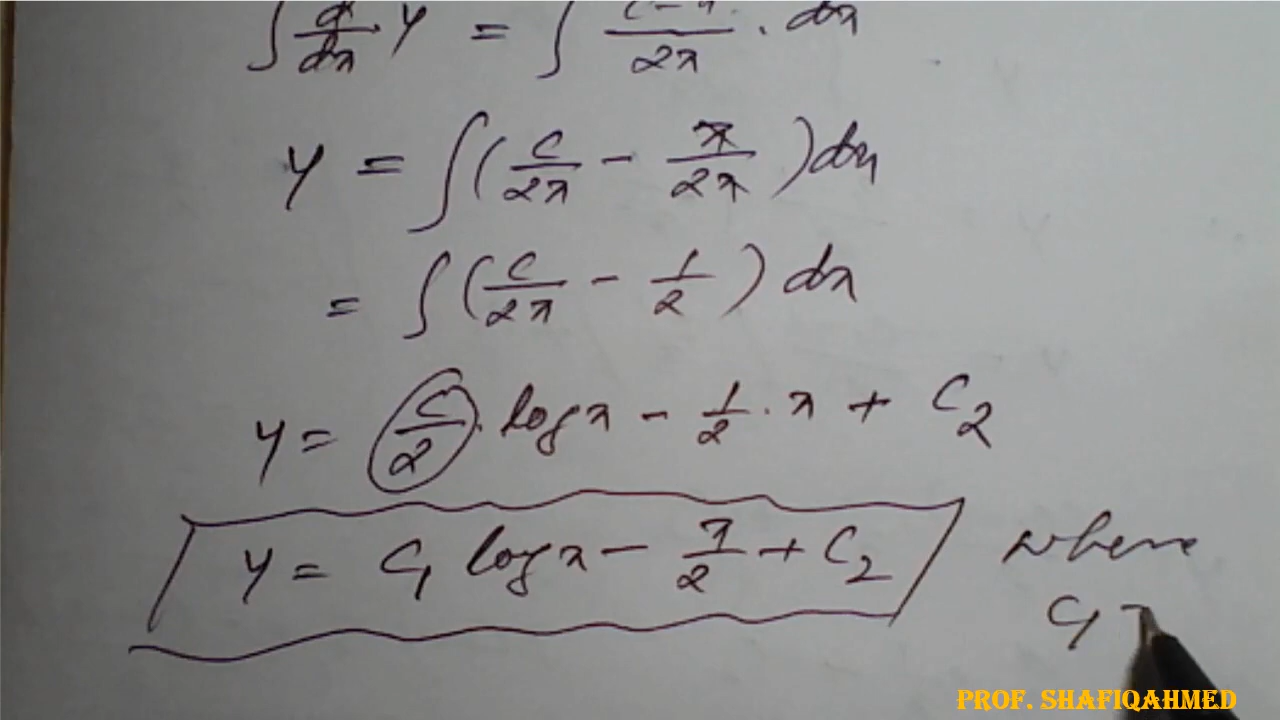 ∫ d/dx y = ∫ c-x/2x . dx
y = ∫ (c/2x - x/2x) dx
= ∫ (c/2x - 1/2) dx
y = c/2 . log x - 1/2 . x + C2
y = C1 log x - x/2 + C2 where
C1 =
PROF. SHAFIQAHMED